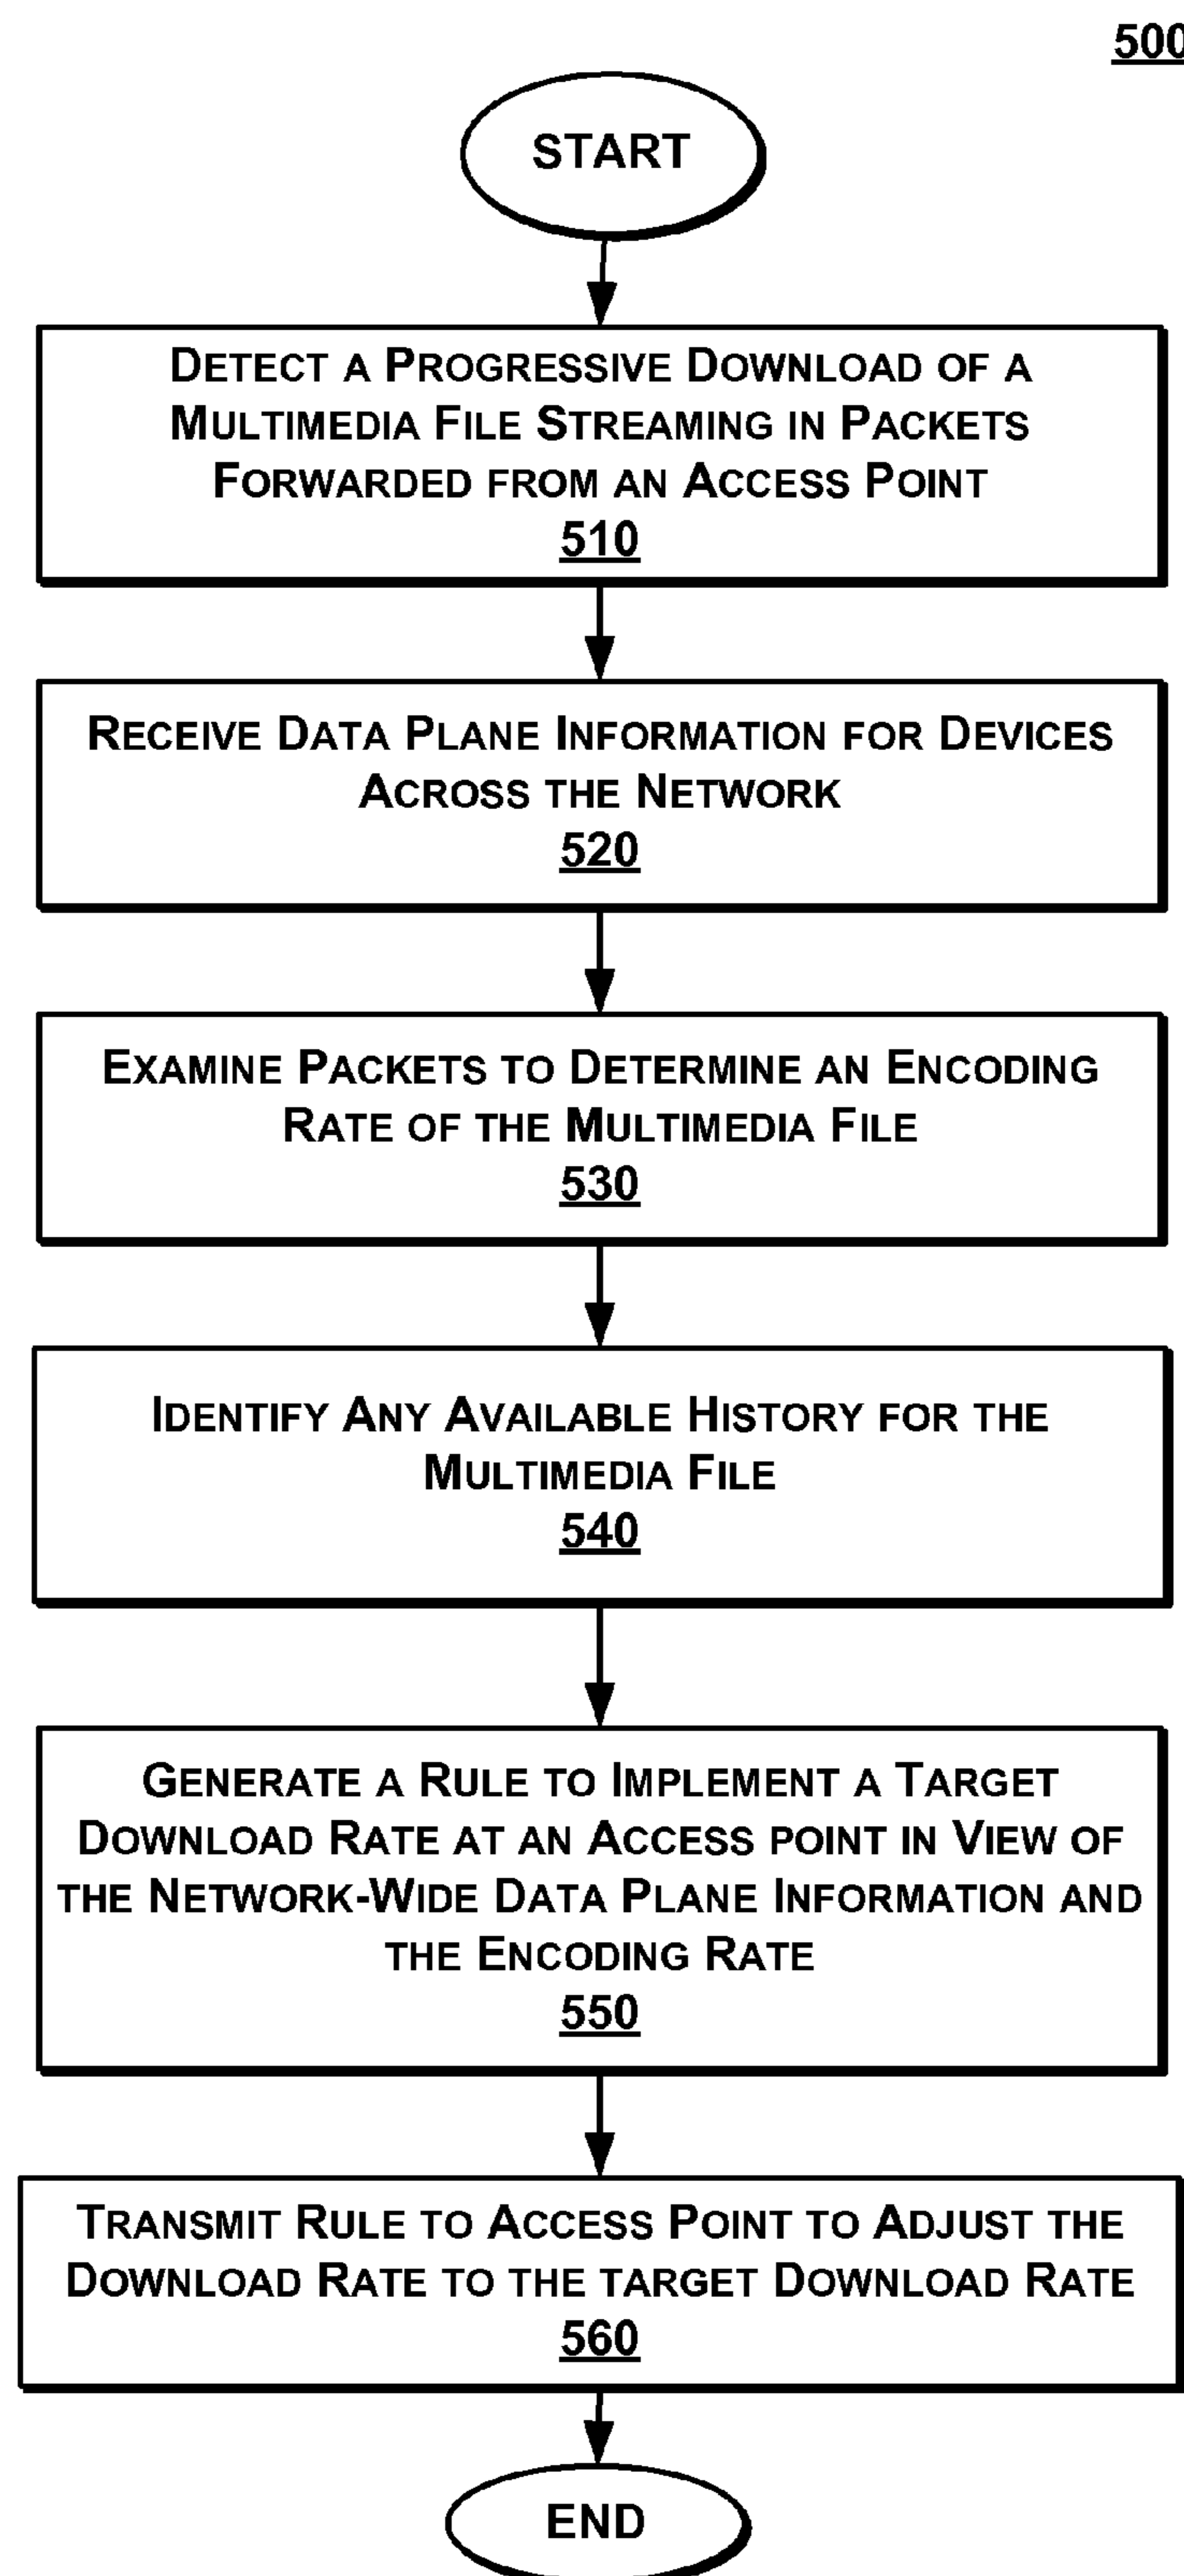 500
START
DETECT A PROGRESSIVE DOWNLOAD OF A
MULTIMEDIA FILE STREAMING IN PACKETS
FORWARDED FROM AN ACCESS POINT
510
RECEIVE DATA PLANE INFORMATION FOR DEVICES
ACROSS THE NETWORK
520
EXAMINE PACKETS TO DETERMINE AN ENCODING
RATE OF THE MULTIMEDIA FILE
530
IDENTIFY ANY AVAILABLE HISTORY FOR THE
MULTIMEDIA FILE
540
GENERATE A RULE TO IMPLEMENT A TARGET
DOWNLOAD RATE AT AN ACCESS POINT IN VIEW OF
THE NETWORK-WIDE DATA PLANE INFORMATION AND
THE ENCODING RATE
550
TRANSMIT RULE TO ACCESS POINT TO ADJUST THE
DOWNLOAD RATE TO THE TARGET DOWNLOAD RATE
560
END